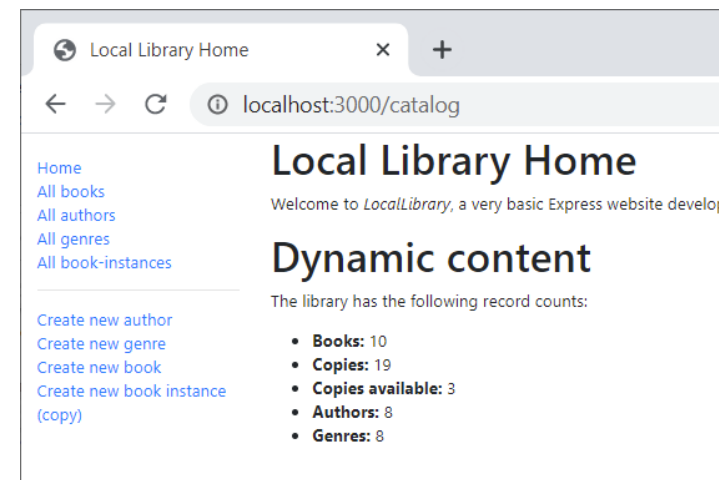 Local Library Home
localhost:3000/catalog
Home
All books
All authors
All genres
All book-instances
Create new author
Create new genre
Create new book
Create new book instance
(copy)
Local Library Home
Welcome to LocalLibrary, a very basic Express website
Dynamic content
The library has the following record counts:
Books: 10
Copies: 19
Copies available: 3
Authors: 8
Genres: 8